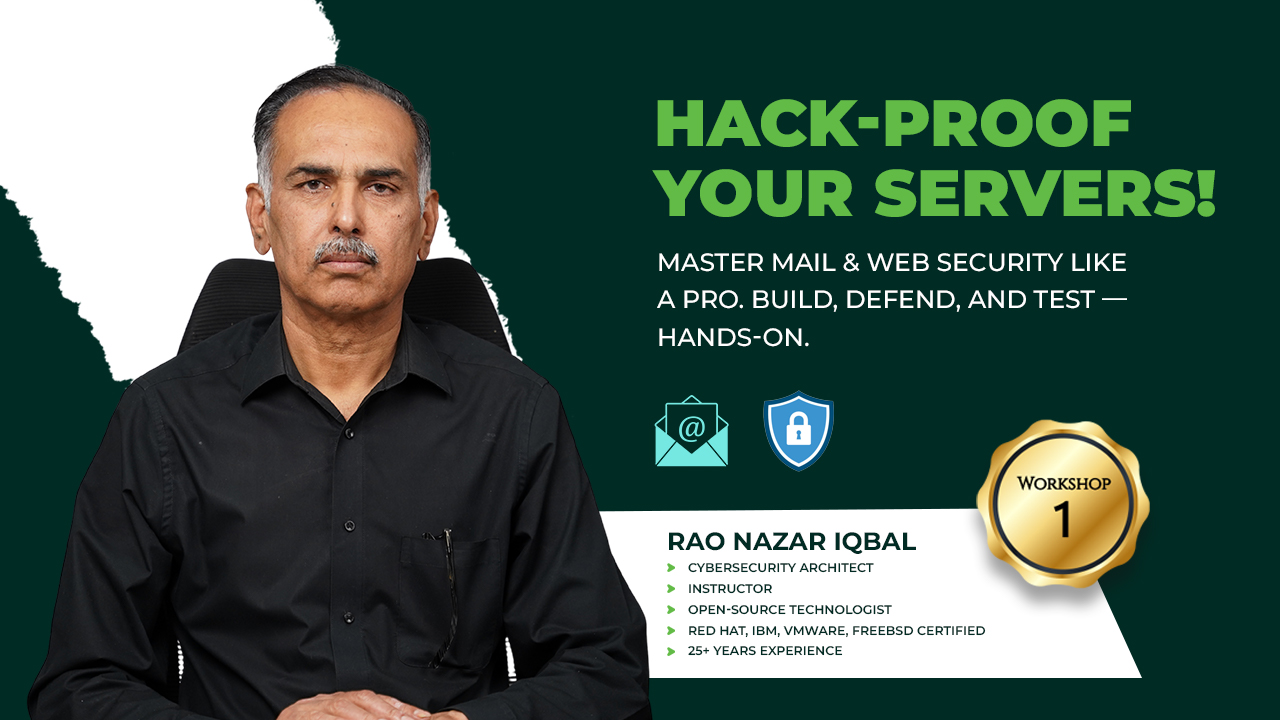 HACK-PROOF
YOUR SERVERS!
MASTER MAIL & WEB SECURITY LIKE
A PRO. BUILD, DEFEND, AND TEST —
HANDS-ON.
@
WORKSHOP
1
RAO NAZAR IQBAL
CYBERSECURITY ARCHITECT
INSTRUCTOR
OPEN-SOURCE TECHNOLOGIST
RED HAT, IBM, VMWARE, FREEBSD CERTIFIED
25+ YEARS EXPERIENCE